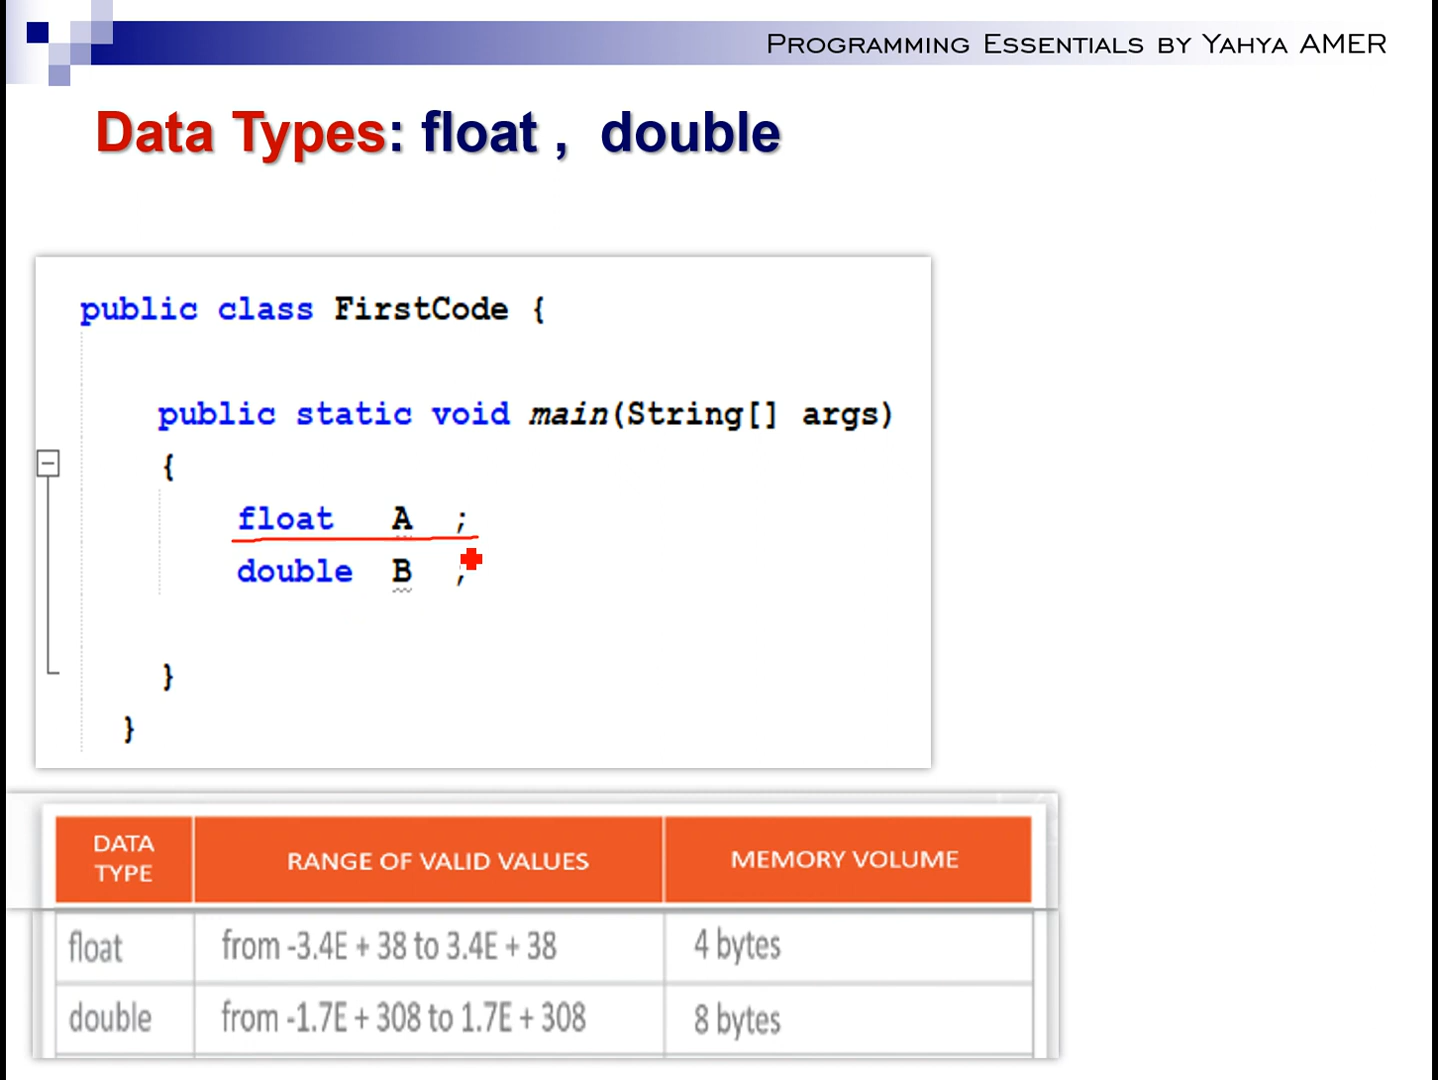 PROGRAMMING ESSENTIALS BY YAHYA AMER
Data Types: float , double
public class FirstCode {
public static void main(String[] args)
{
float A ;
double B ;
}
}
DATA TYPE RANGE OF VALID VALUES MEMORY VOLUME
float from -3.4E + 38 to 3.4E + 38 4 bytes
double from -1.7E + 308 to 1.7E + 308 8 bytes